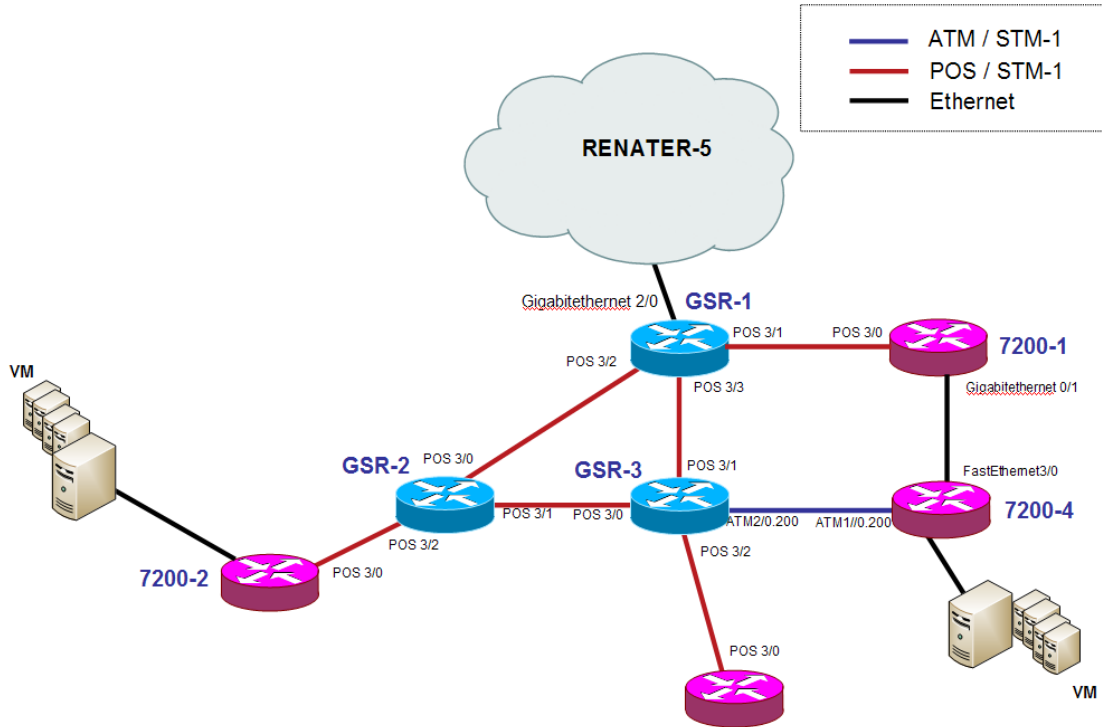 ATM / STM-1
POS / STM-1
Ethernet
RENATER-5
Gigabitethernet 2/0
GSR-1
POS 3/1
POS 3/0
7200-1
POS 3/2
POS 3/3
Gigabitethernet 0/1
VM
GSR-2
POS 3/0
GSR-3
POS 3/1
FastEthernet3/0
POS 3/1
POS 3/0
ATM2/0.200
ATM1//0.200
7200-4
POS 3/2
POS 3/2
7200-2
POS 3/0
POS 3/0
VM